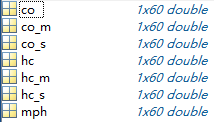 co 1x60 double
co_m 1x60 double
co_s 1x60 double
hc 1x60 double
hc_m 1x60 double
hc_s 1x60 double
mph 1x60 double